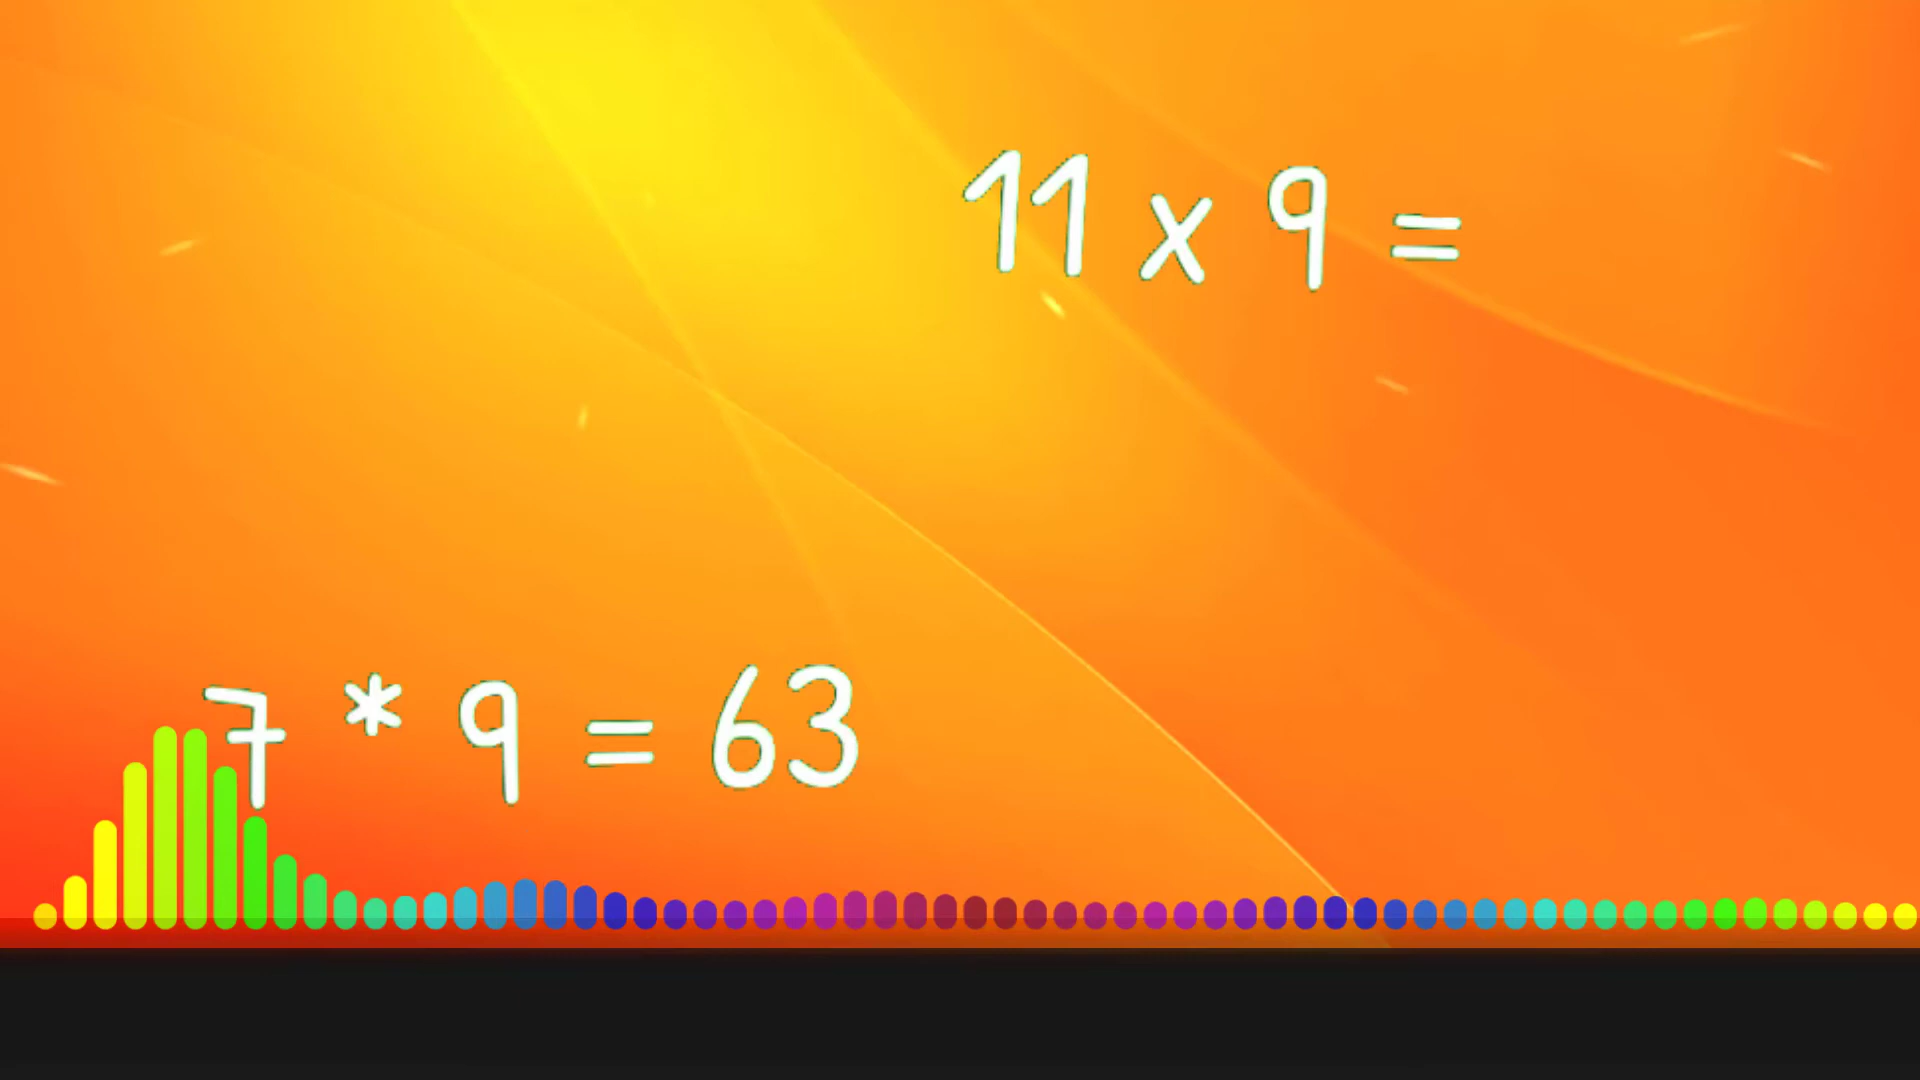 11 x 9 =
7 * 9 = 63